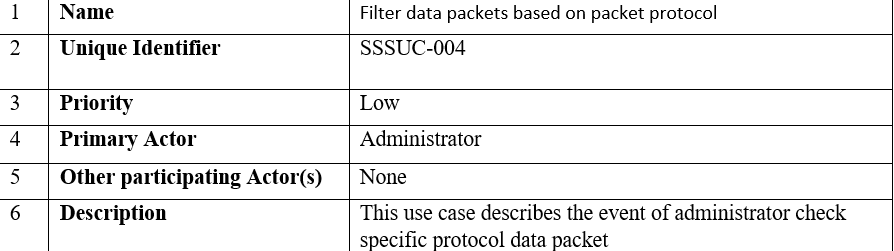 1 Name Filter data packets based on packet protocol
2 Unique Identifier SSSUC-004
3 Priority Low
4 Primary Actor Administrator
5 Other participating Actor(s) None
6 Description This use case describes the event of administrator check
specific protocol data packet